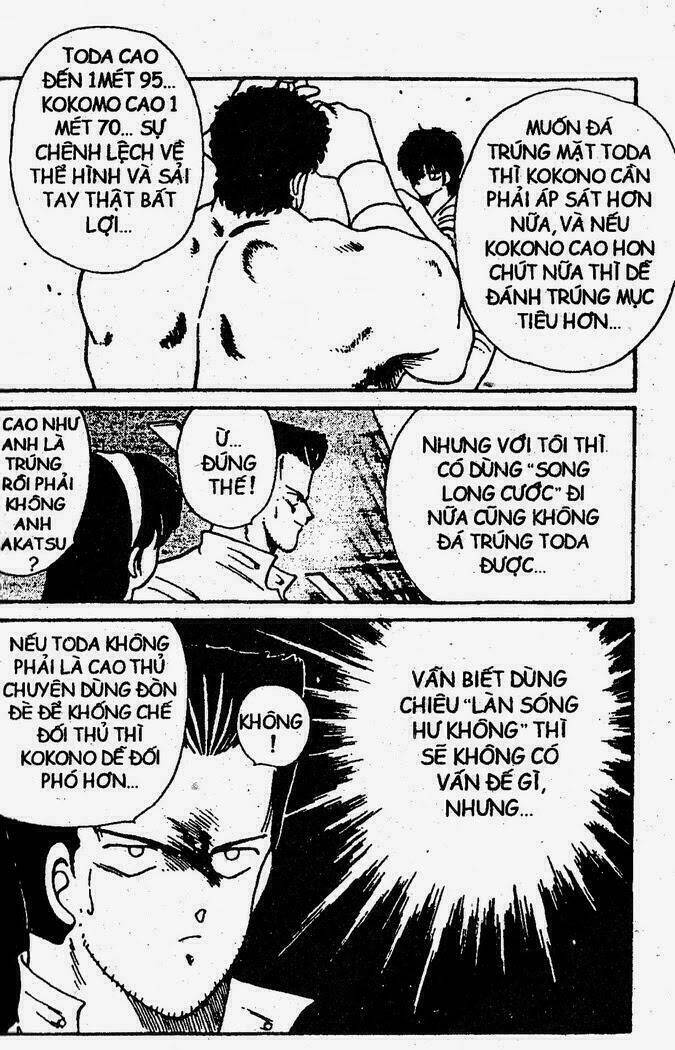 TODA CAO
ĐẾN 1MÉT 95...
KOKOMO CAO 1
MÉT 70... SỰ
CHÊNH LỆCH VỀ
THỂ HÌNH VÀ SẢI
TAY THẬT BẤT
LỢI...
MUỐN ĐÁ
TRÚNG MẶT TODA
THÌ KOKONO CẦN
PHẢI ÁP SÁT HƠN
NỮA, VÀ NẾU
KOKONO CAO HON
CHÚT NỮA THÌ DỄ
ĐÁNH TRÚNG MỤC
TIÊU HƠN...
CAO NHƯ
ANH LÀ
TRÚNG
RỒI PHẢI
KHÔNG
ANH
AKATSU
?
Ừ...
ĐÚNG
THẾ!
NHƯNG VỚI TÔI THÌ
CÓ DÙNG "SONG
LONG CƯỚC" ĐI
NỮA CŨNG KHÔNG
ĐÁ TRÚNG TODA
ĐƯỢC...
NẾU TODA KHÔNG
PHẢI LÀ CAO THỦ
CHUYÊN DÙNG ĐÒN
ĐÈ ĐỂ KHỐNG CHẾ
ĐỐI THỦ THÌ
KOKONO DỄ ĐỐI
PHÓ HƠN...
KHÔNG
!
VẪN BIẾT DÙNG
CHIÊU "LÀN SÓNG
HƯ KHÔNG" THÌ
SẼ KHÔNG CÓ
VẤN ĐẾ GÌ,
NHƯNG...